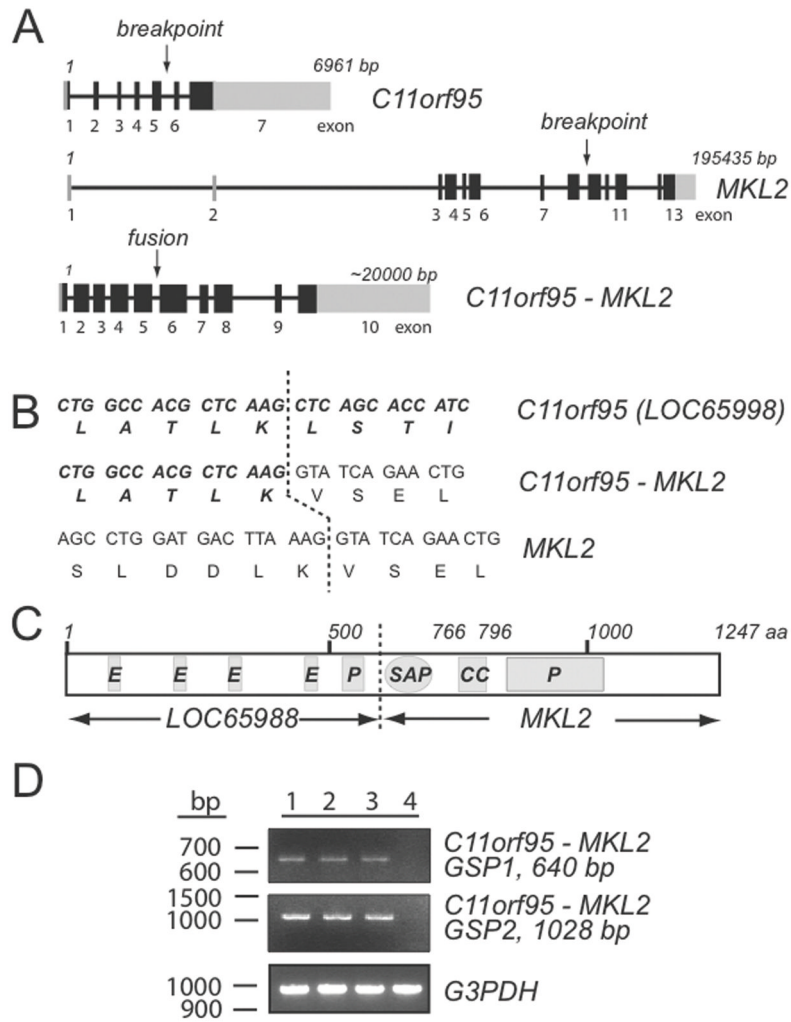 A
breakpoint
1 6961 bp
C11orf95
1 2 3 4 5 6 7 exon
breakpoint
1 195435 bp
MKL2
1 2 3 4 5 6 7 11 13 exon
fusion
1 ~20000 bp
C11orf95 - MKL2
1 2 3 4 5 6 7 8 9 10 exon
B
CTG GCC ACG CTC AAG CTC AGC ACC ATC C11orf95 (LOC65998)
L A T L K L S T I
CTG GCC ACG CTC AAG GTA TCA GAA CTG C11orf95 - MKL2
L A T L K V S E L
AGC CTG GAT GAC TTA AAG GTA TCA GAA CTG MKL2
S L D D L K V S E L
C
1 500 766 796 1000 1247 aa
E E E E P SAP CC P
LOC65988 MKL2
D
bp 1 2 3 4
700 C11orf95 - MKL2
600 GSP1, 640 bp
1500 C11orf95 - MKL2
1000 GSP2, 1028 bp
1000 G3PDH
900